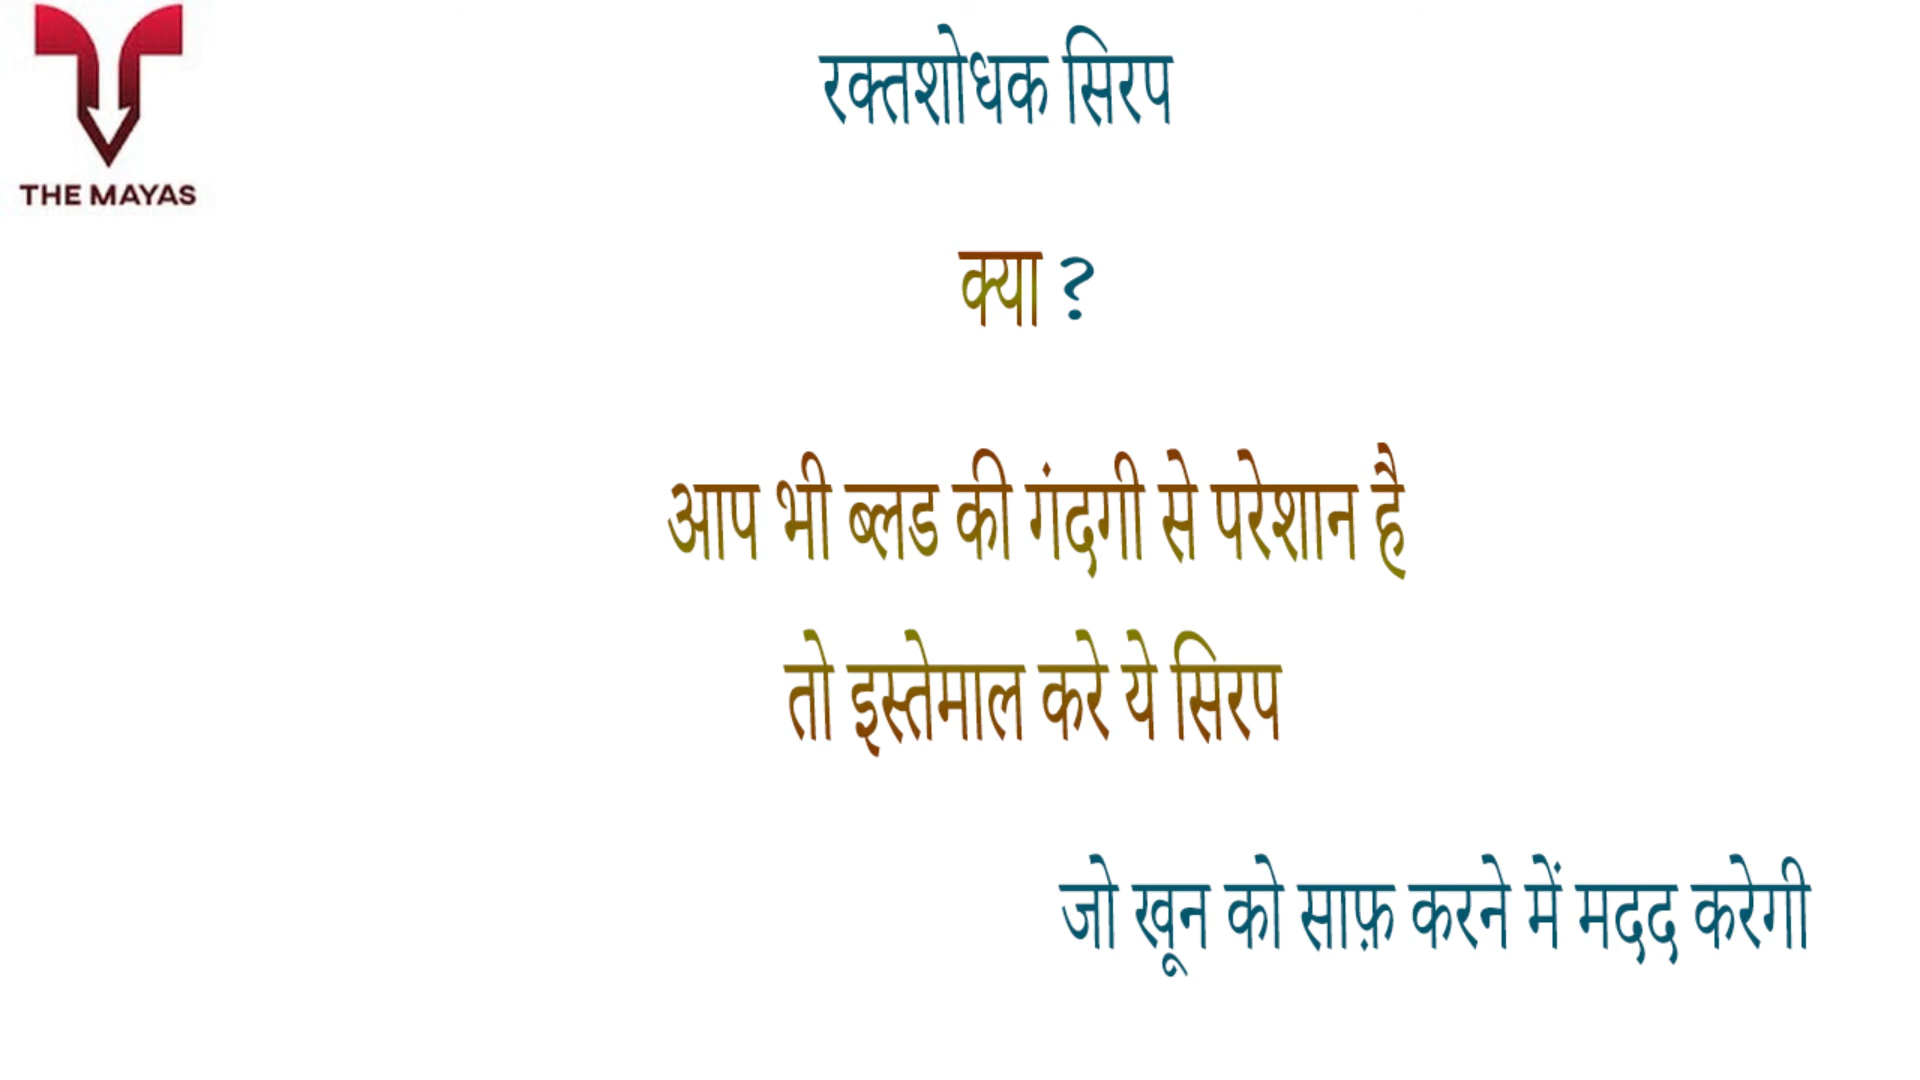 THE MAYAS
रक्तशोधक सिरप
क्या ?
आप भी ब्लड की गंदगी से परेशान है
तो इस्तेमाल करे ये सिरप
जो खून को साफ़ करने में मदद करेगी